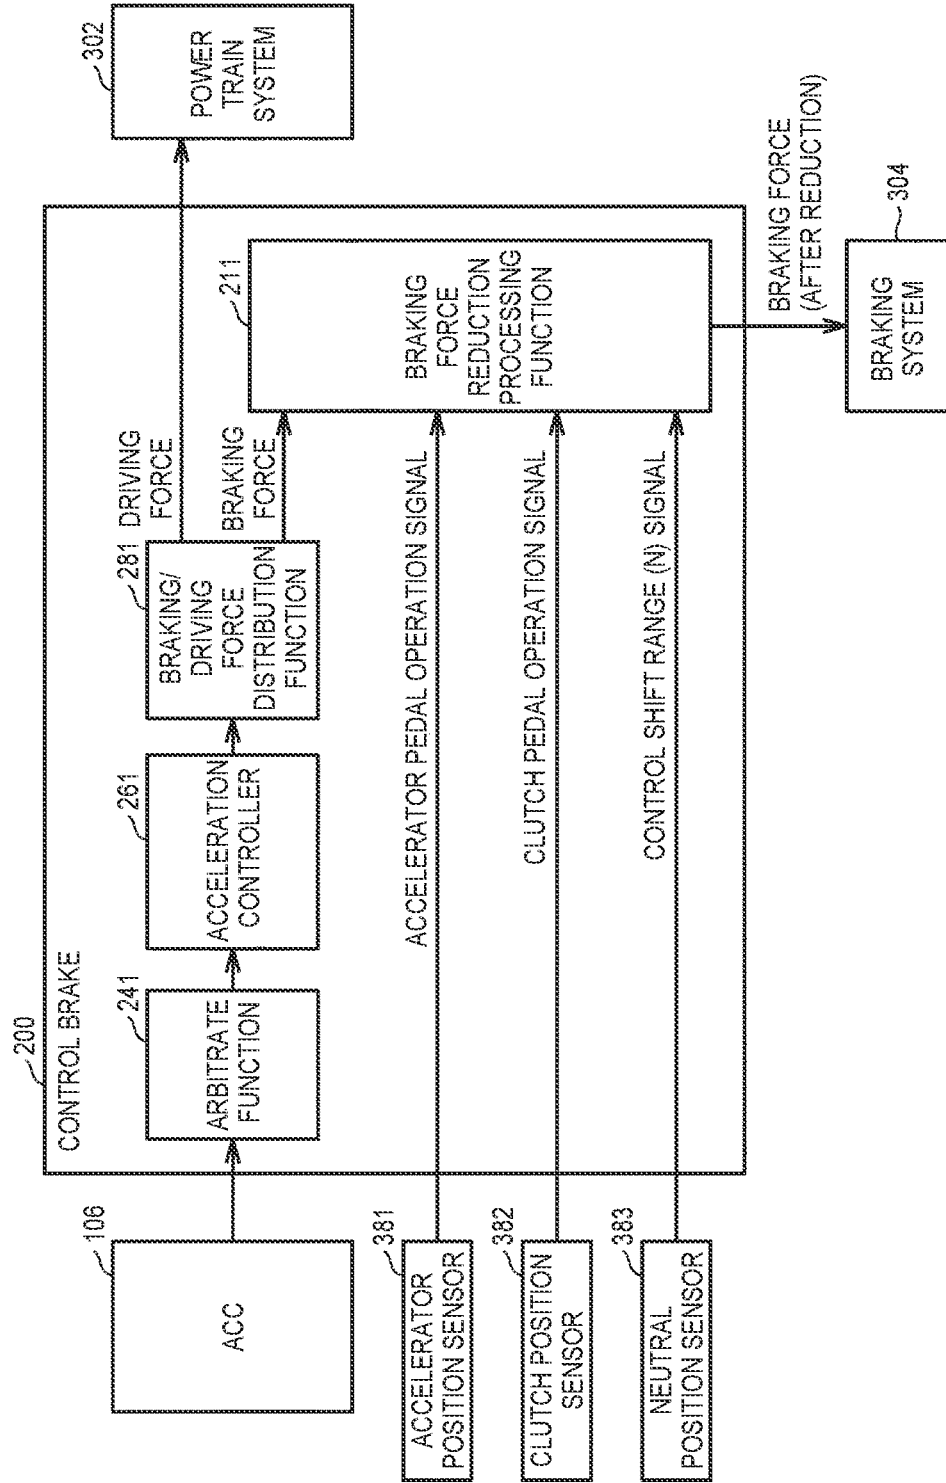 200
CONTROL BRAKE
106
ACC
241
ARBITRATE
FUNCTION
261
ACCELERATION
CONTROLLER
281
BRAKING/
DRIVING
FORCE
DISTRIBUTION
FUNCTION
DRIVING
FORCE
302
POWER
TRAIN
SYSTEM
BRAKING
FORCE
211
BRAKING
FORCE
REDUCTION
PROCESSING
FUNCTION
381
ACCELERATOR
POSITION SENSOR
ACCELERATOR PEDAL OPERATION SIGNAL
382
CLUTCH POSITION
SENSOR
CLUTCH PEDAL OPERATION SIGNAL
383
NEUTRAL
POSITION SENSOR
CONTROL SHIFT RANGE (N) SIGNAL
BRAKING FORCE
(AFTER REDUCTION)
304
BRAKING
SYSTEM